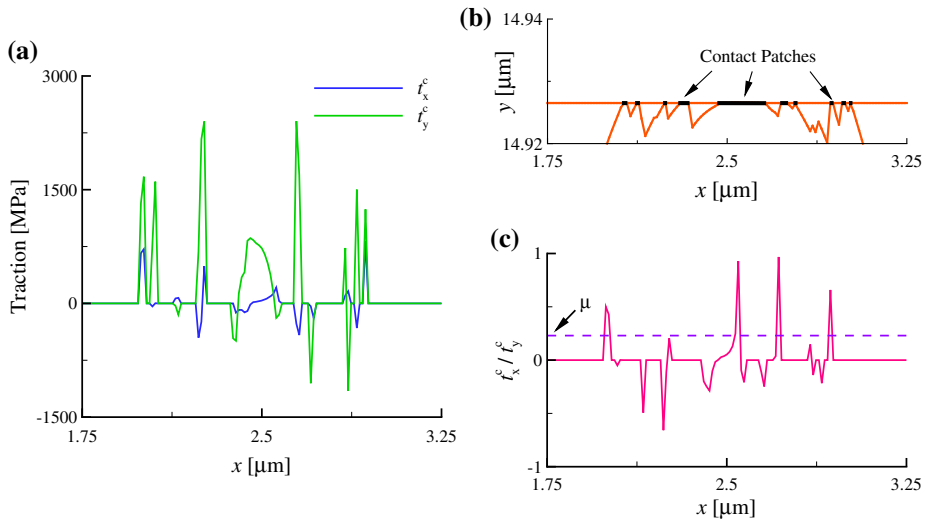 (a)
3000
1500
0
-1500
Traction [MPa]
t_x^c
t_y^c
1.75
2.5
3.25
x [μm]
(b)
14.94
14.92
y [μm]
Contact Patches
1.75
2.5
3.25
x [μm]
(c)
1
0
-1
μ
t_x^c / t_y^c
1.75
2.5
3.25
x [μm]